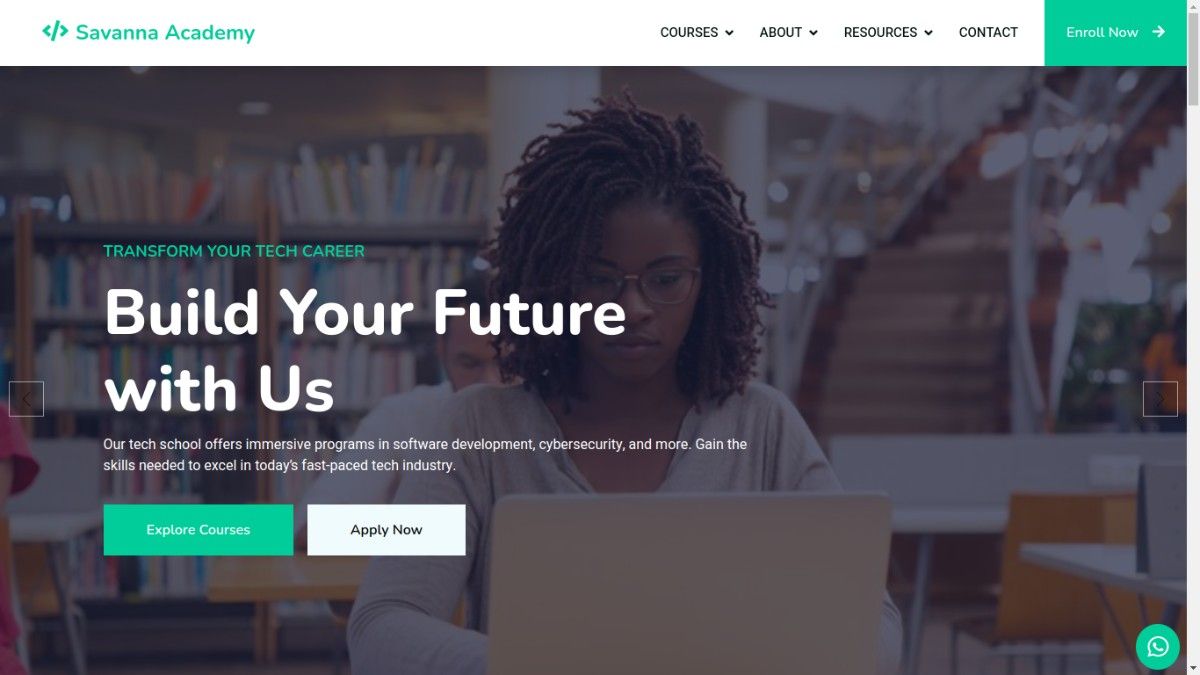 </> Savanna Academy
COURSES
ABOUT
RESOURCES
CONTACT
Enroll Now
TRANSFORM YOUR TECH CAREER
Build Your Future
with Us
Our tech school offers immersive programs in software development, cybersecurity, and more. Gain the
skills needed to excel in today's fast-paced tech industry.
Explore Courses
Apply Now